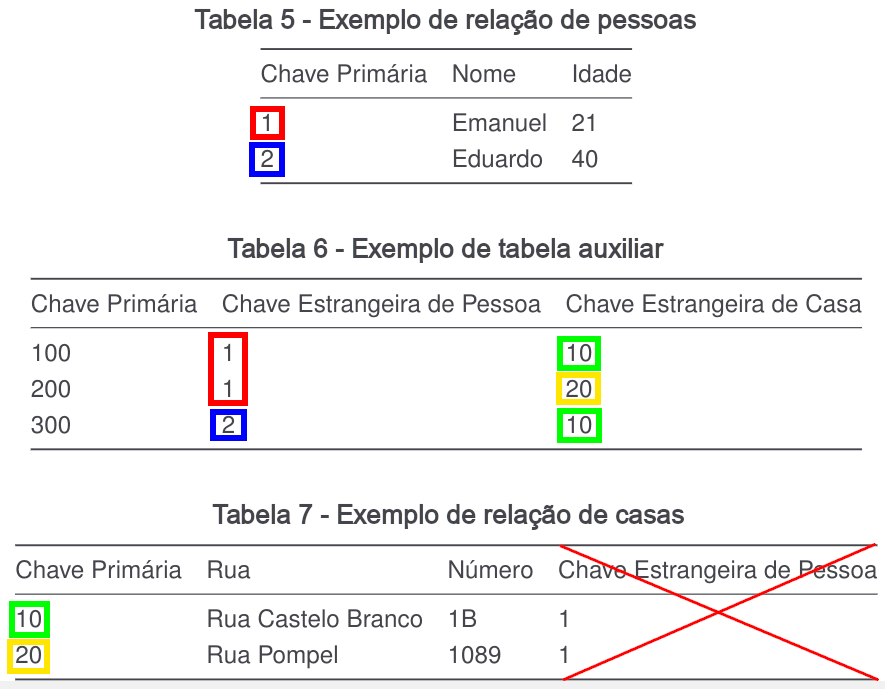 Tabela 5 - Exemplo de relação de pessoas
Chave Primária Nome Idade
1 Emanuel 21
2 Eduardo 40
Tabela 6 - Exemplo de tabela auxiliar
Chave Primária Chave Estrangeira de Pessoa Chave Estrangeira de Casa
100 1 10
200 1 20
300 2 10
Tabela 7 - Exemplo de relação de casas
Chave Primária Rua Número Chave Estrangeira de Pessoa
10 Rua Castelo Branco 1B 1
20 Rua Pompel 1089 1